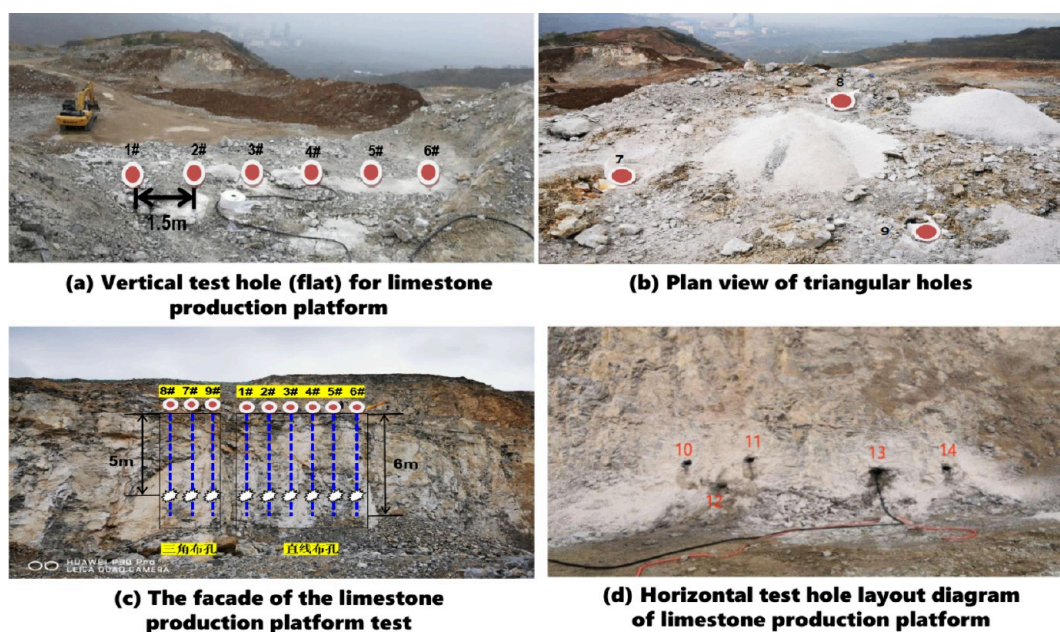 1# 2# 3# 4# 5# 6#
1.5m
(a) Vertical test hole (flat) for limestone
production platform
8
7
9
(b) Plan view of triangular holes
8# 7# 9# 1# 2# 3# 4# 5# 6#
5m
6m
三角布孔 直线布孔
HUAWEI P30 Pro
LEICA QUAD CAMERA
(c) The facade of the limestone
production platform test
10 11 13 14
12
(d) Horizontal test hole layout diagram
of limestone production platform